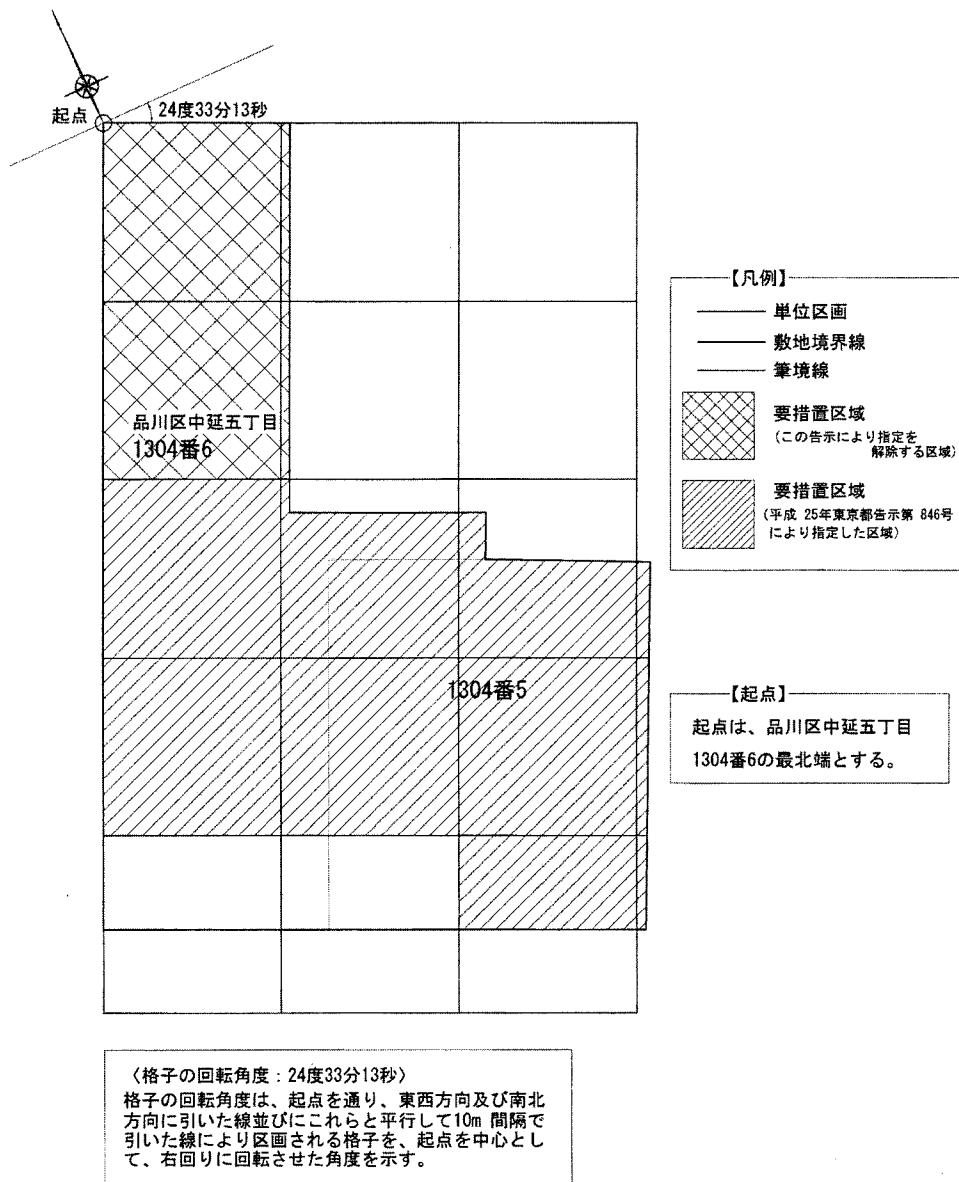 起点
24度33分13秒
品川区中延五丁目
1304番6
1304番5
【凡例】
単位区画
敷地境界線
筆境線
要措置区域
(この告示により指定を
解除する区域)
要措置区域
(平成 25年東京都告示第 846号
により指定した区域)
【起点】
起点は、品川区中延五丁目
1304番6の最北端とする。
〈格子の回転角度:24度33分13秒〉
格子の回転角度は、起点を通り、東西方向及び南北
方向に引いた線並びにこれらと平行して10m 間隔で
引いた線により区画される格子を、起点を中心とし
て、右回りに回転させた角度を示す。